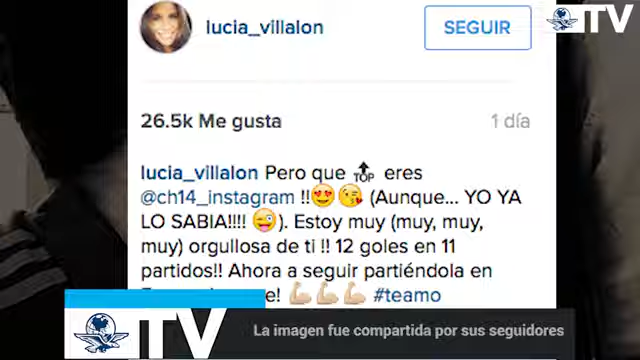 lucia_villalon
SEGUIR
TV
26.5k Me gusta
1 día
lucia_villalon Pero que 🔝 eres
@ch14_instagram !!😍😘 (Aunque... YO YA
LO SABIA!!!! 😜). Estoy muy (muy, muy,
muy) orgullosa de ti !! 12 goles en 11
partidos!! Ahora a seguir partiéndola en
💪💪💪 #teamo
TV
La imagen fue compartida por sus seguidores